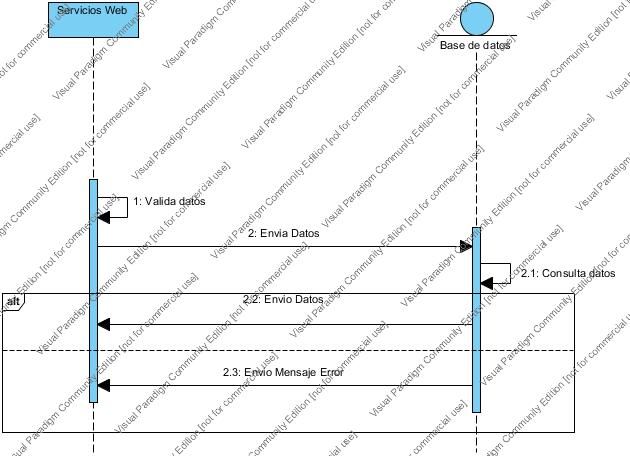 Servicios Web
Base de datos
1: Valida datos
2: Envia Datos
2.1: Consulta datos
alt
2.2: Envio Datos
2.3: Envio Mensaje Error
Visual Paradigm Community Edition [not for commercial use]